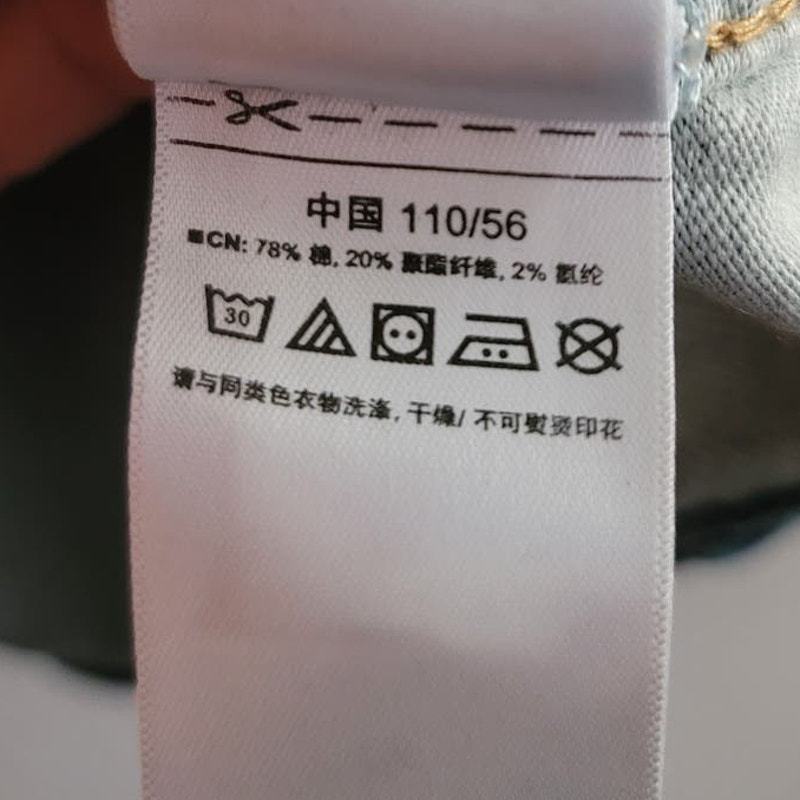 中国 110/56
■CN: 78% 棉, 20% 聚酯纤维, 2% 氨纶
30
请与同类色衣物洗涤, 干燥/ 不可熨烫印花